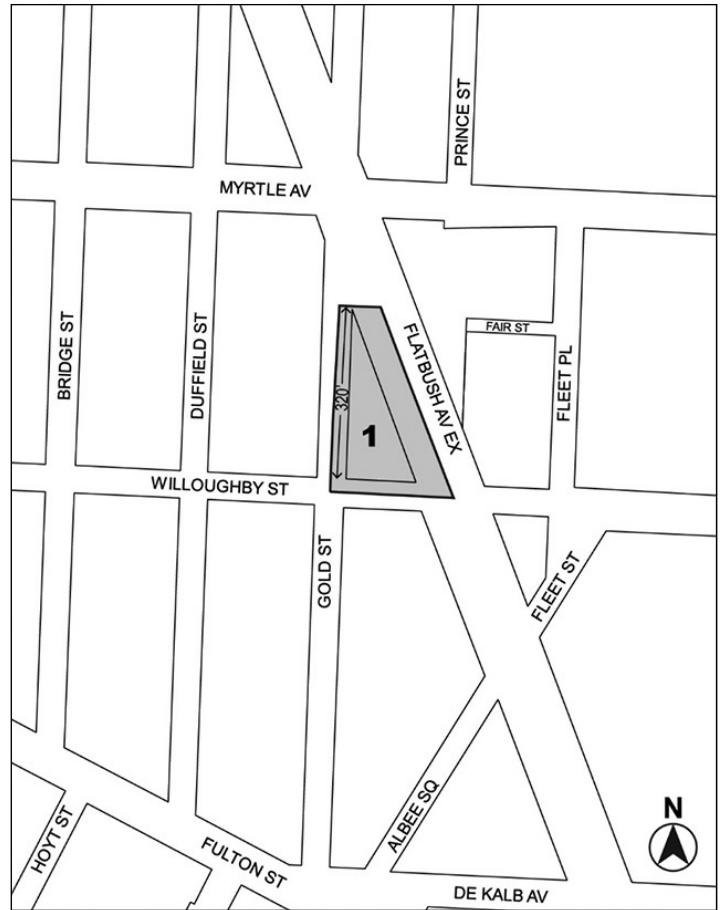 PRINCE ST
MYRTLE AV
BRIDGE ST
DUFFIELD ST
FLATBUSH AV EX
FAIR ST
FLEET PL
320'
1
WILLOUGHBY ST
GOLD ST
FLEET ST
ALBEE SQ
N
HOYT ST
FULTON ST
DE KALB AV